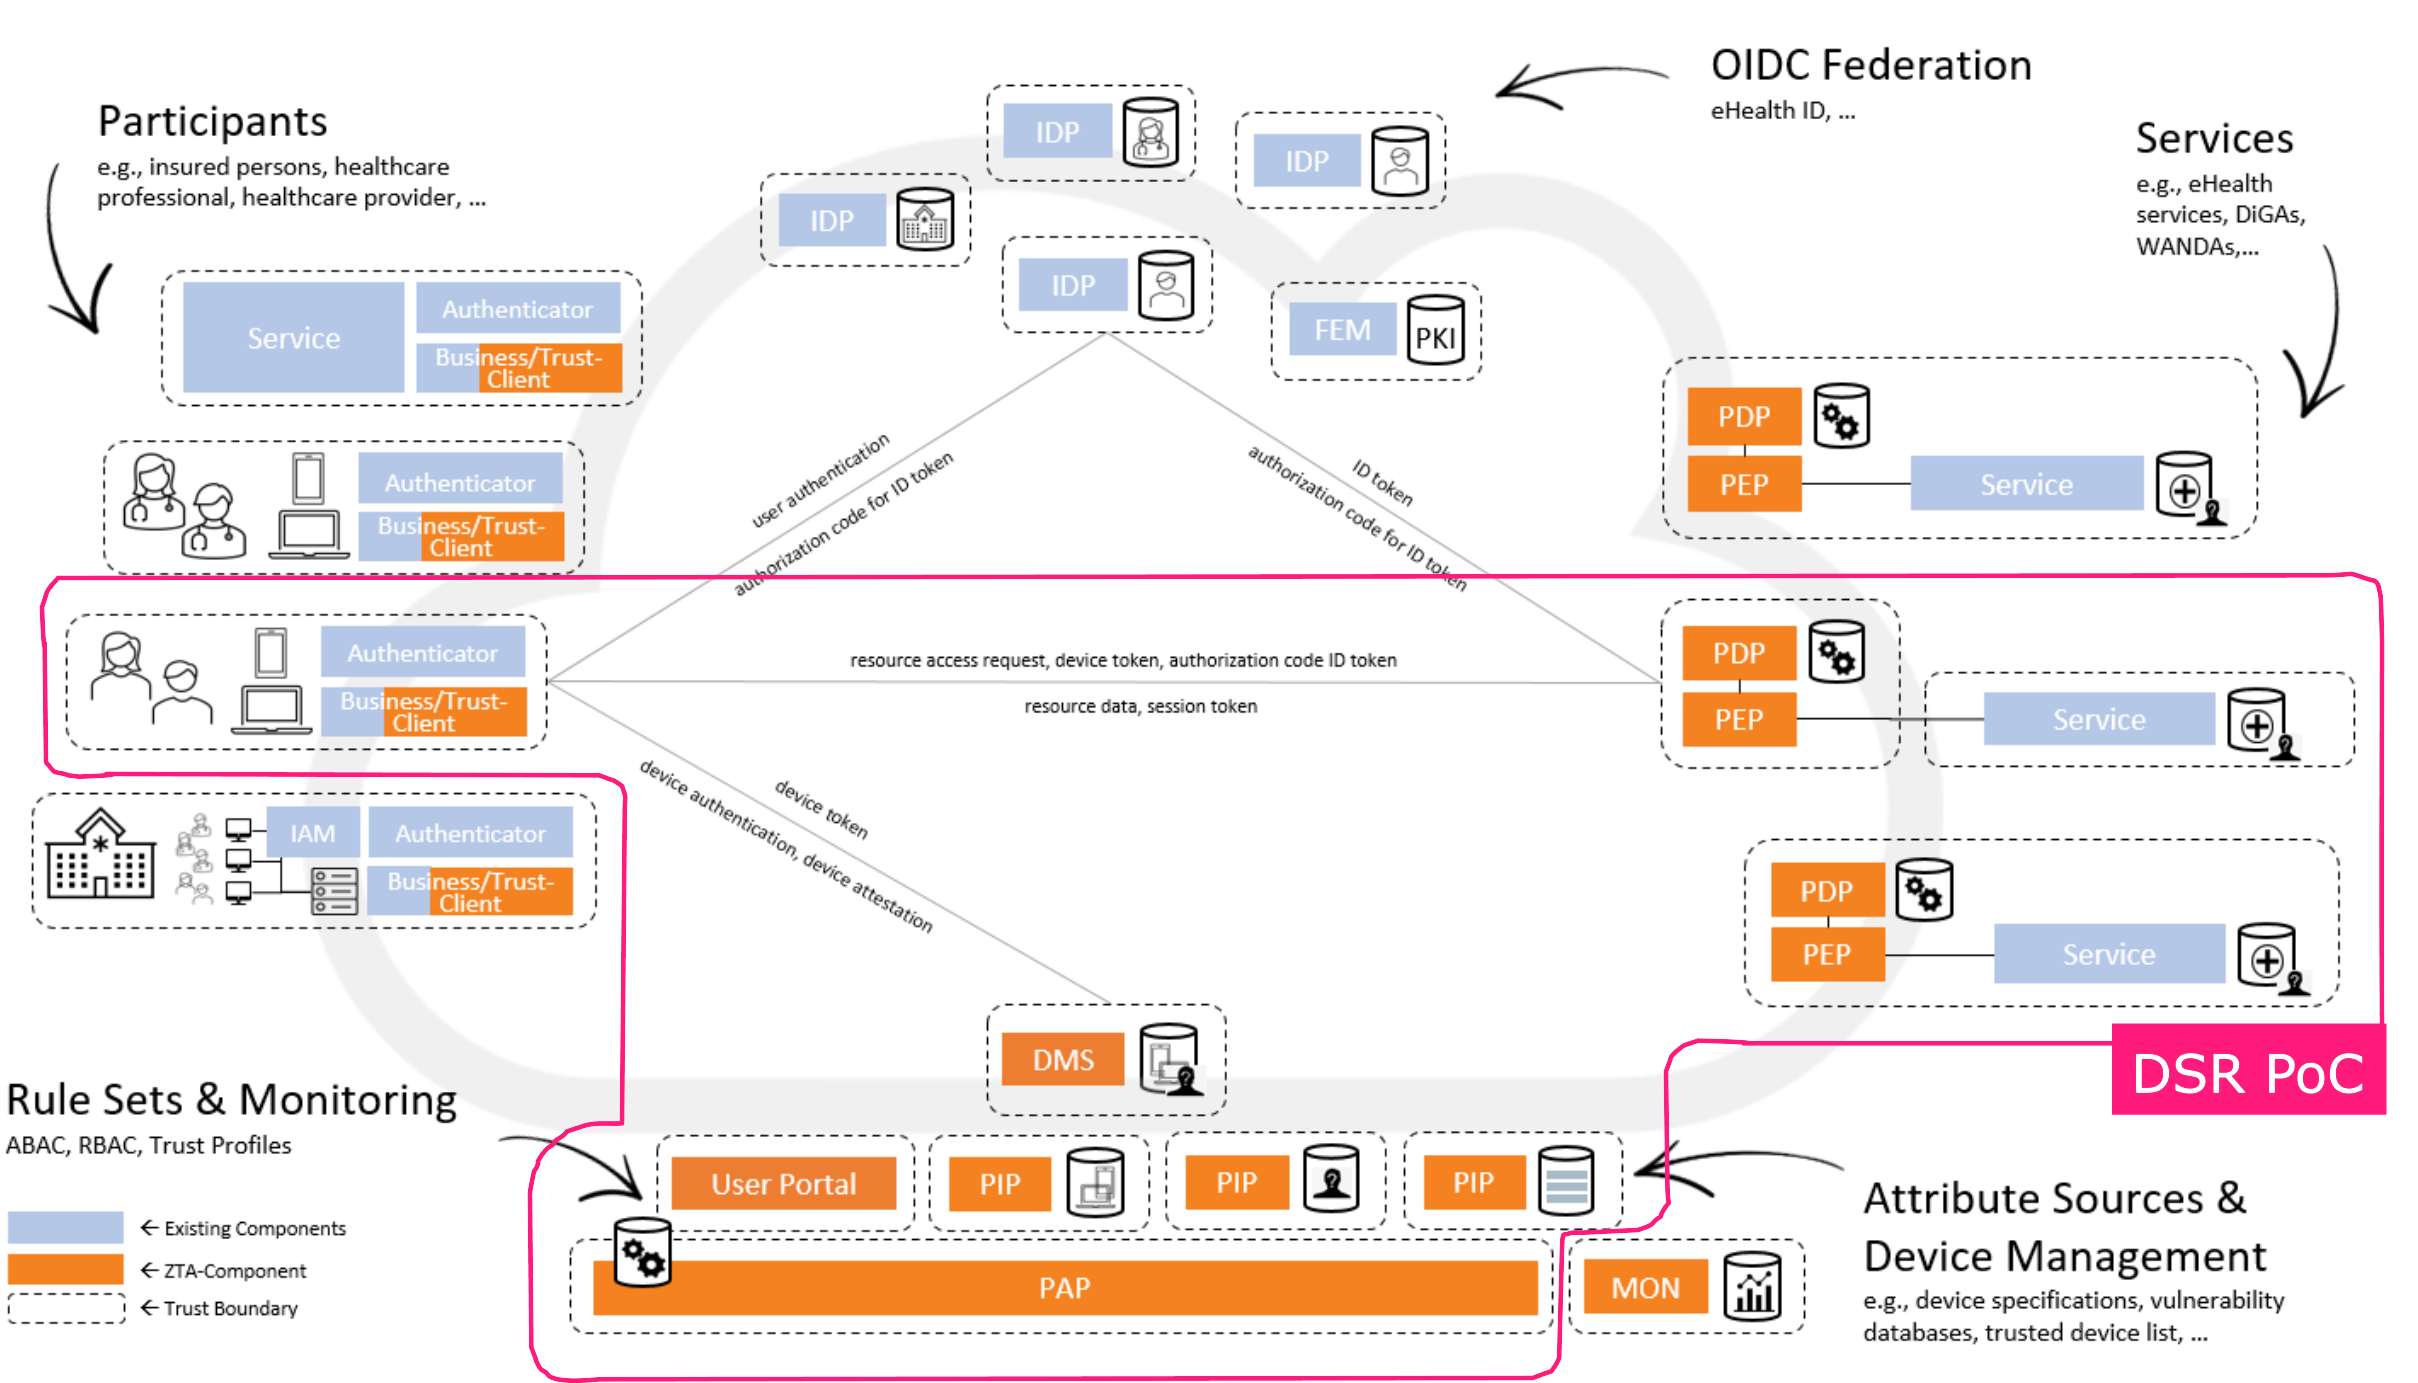 Participants
e.g., insured persons, healthcare
professional, healthcare provider, ...
OIDC Federation
eHealth ID, ...
Services
e.g., eHealth
services, DiGAs,
WANDAs,...
IDP
IDP
IDP
IDP
FEM
PKI
Service
Authenticator
Business/Trust-
Client
Authenticator
Business/Trust-
Client
Authenticator
Business/Trust-
Client
IAM
Authenticator
Business/Trust-
Client
user authentication
authorization code for ID token
ID token
authorization code for ID token
resource access request, device token, authorization code ID token
resource data, session token
device token
device authentication, device attestation
PDP
PEP
Service
PDP
PEP
Service
PDP
PEP
Service
DSR PoC
DMS
Rule Sets & Monitoring
ABAC, RBAC, Trust Profiles
← Existing Components
← ZTA-Component
← Trust Boundary
User Portal
PIP
PIP
PIP
PAP
MON
Attribute Sources &
Device Management
e.g., device specifications, vulnerability
databases, trusted device list, ...